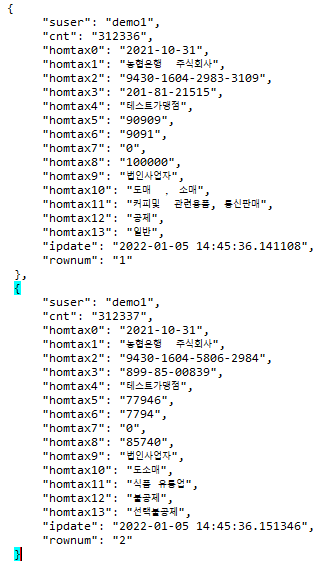 {
"suser": "demo1",
"cnt": "312336",
"homtax0": "2021-10-31",
"homtax1": "농협은행  주식회사",
"homtax2": "9430-1604-2983-3109",
"homtax3": "201-81-21515",
"homtax4": "테스트가맹점",
"homtax5": "90909",
"homtax6": "9091",
"homtax7": "0",
"homtax8": "100000",
"homtax9": "법인사업자",
"homtax10": "도매  , 소매",
"homtax11": "커피및  관련용품, 통신판매",
"homtax12": "공제",
"homtax13": "일반",
"ipdate": "2022-01-05 14:45:36.141108",
"rownum": "1"
},
{
"suser": "demo1",
"cnt": "312337",
"homtax0": "2021-10-31",
"homtax1": "농협은행  주식회사",
"homtax2": "9430-1604-5806-2984",
"homtax3": "899-85-00839",
"homtax4": "테스트가맹점",
"homtax5": "77946",
"homtax6": "7794",
"homtax7": "0",
"homtax8": "85740",
"homtax9": "법인사업자",
"homtax10": "도소매",
"homtax11": "식품 유통업",
"homtax12": "불공제",
"homtax13": "선택불공제",
"ipdate": "2022-01-05 14:45:36.151346",
"rownum": "2"
}